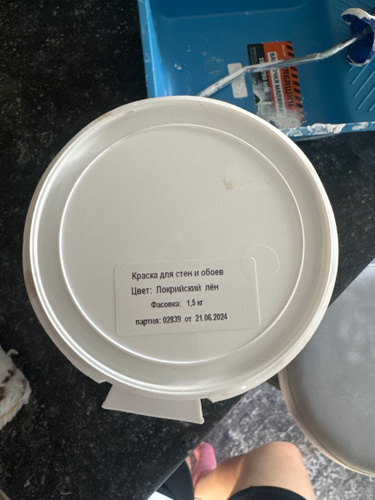 Краска для стен и обоев
Цвет: Локрийский лён
Фасовка: 1,5 кг
партия: 02839 от 21.06.2024